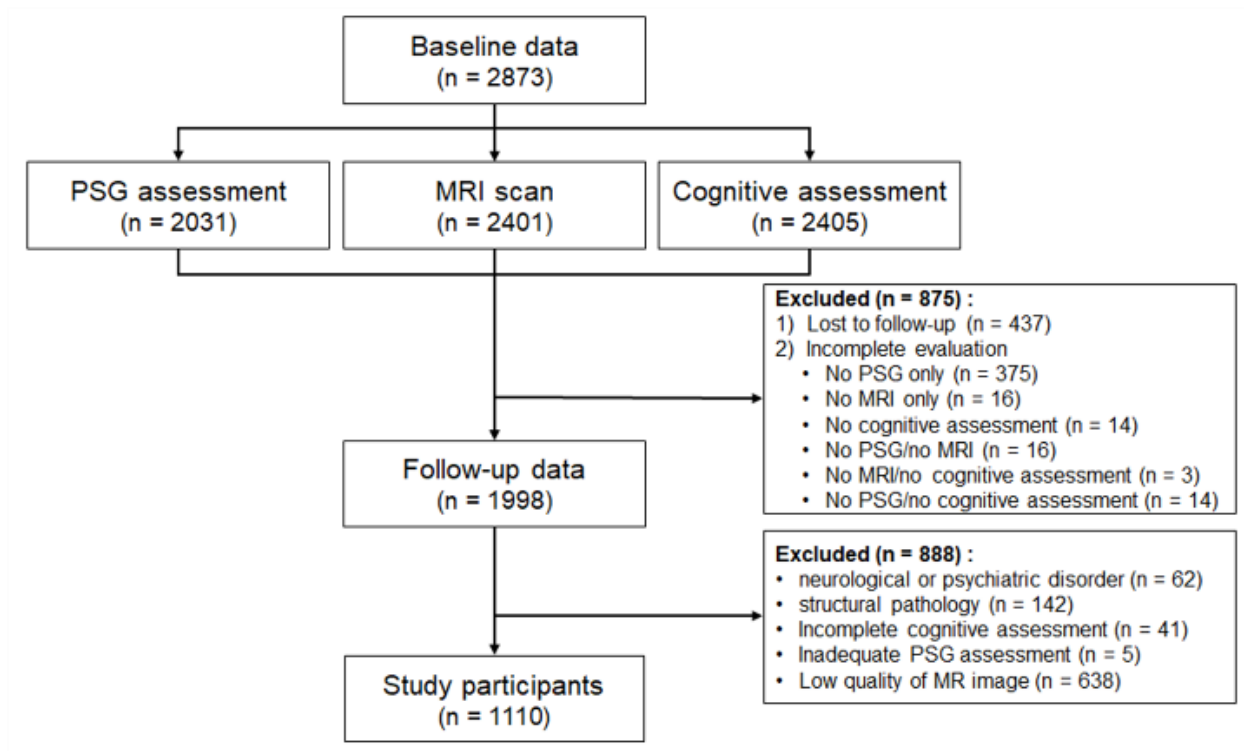 Baseline data
(n = 2873)
PSG assessment
(n = 2031)
MRI scan
(n = 2401)
Cognitive assessment
(n = 2405)
Excluded (n = 875) :
1) Lost to follow-up (n = 437)
2) Incomplete evaluation
• No PSG only (n = 375)
• No MRI only (n = 16)
• No cognitive assessment (n = 14)
• No PSG/no MRI (n = 16)
• No MRI/no cognitive assessment (n = 3)
• No PSG/no cognitive assessment (n = 14)
Follow-up data
(n = 1998)
Excluded (n = 888) :
• neurological or psychiatric disorder (n = 62)
• structural pathology (n = 142)
• Incomplete cognitive assessment (n = 41)
• Inadequate PSG assessment (n = 5)
• Low quality of MR image (n = 638)
Study participants
(n = 1110)